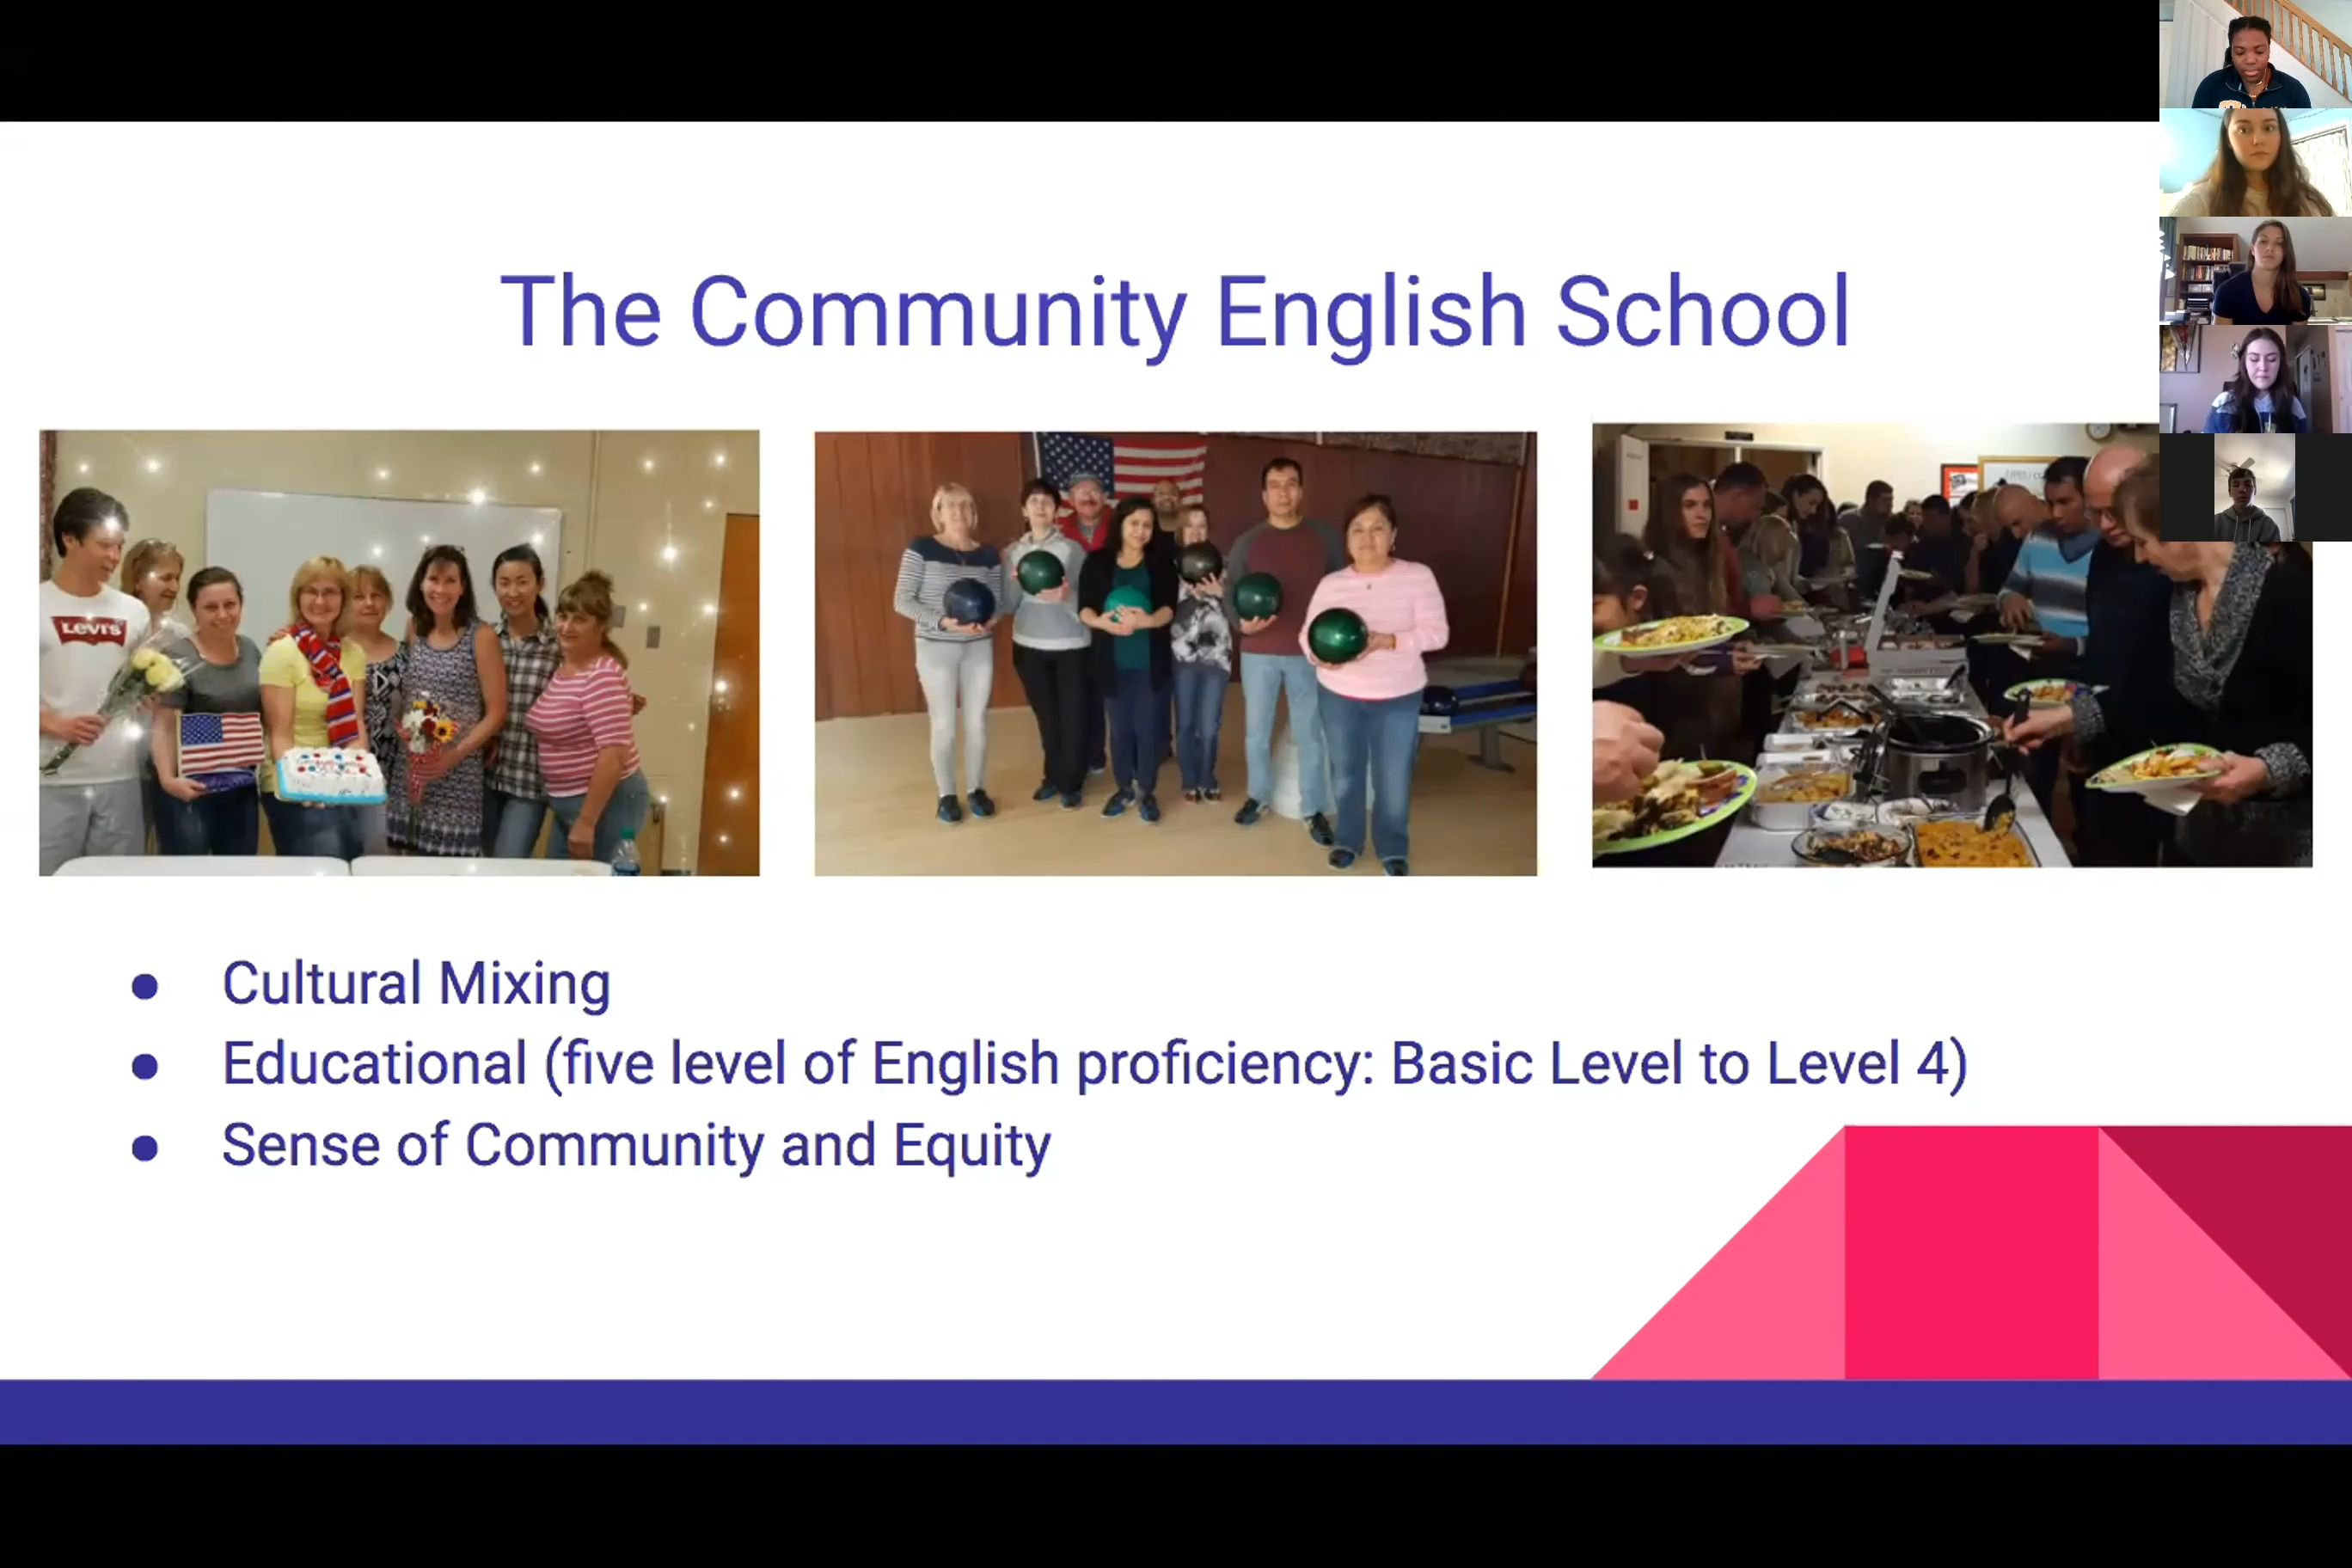 The Community English School
LEVI'S
Cultural Mixing
Educational (five level of English proficiency: Basic Level to Level 4)
Sense of Community and Equity